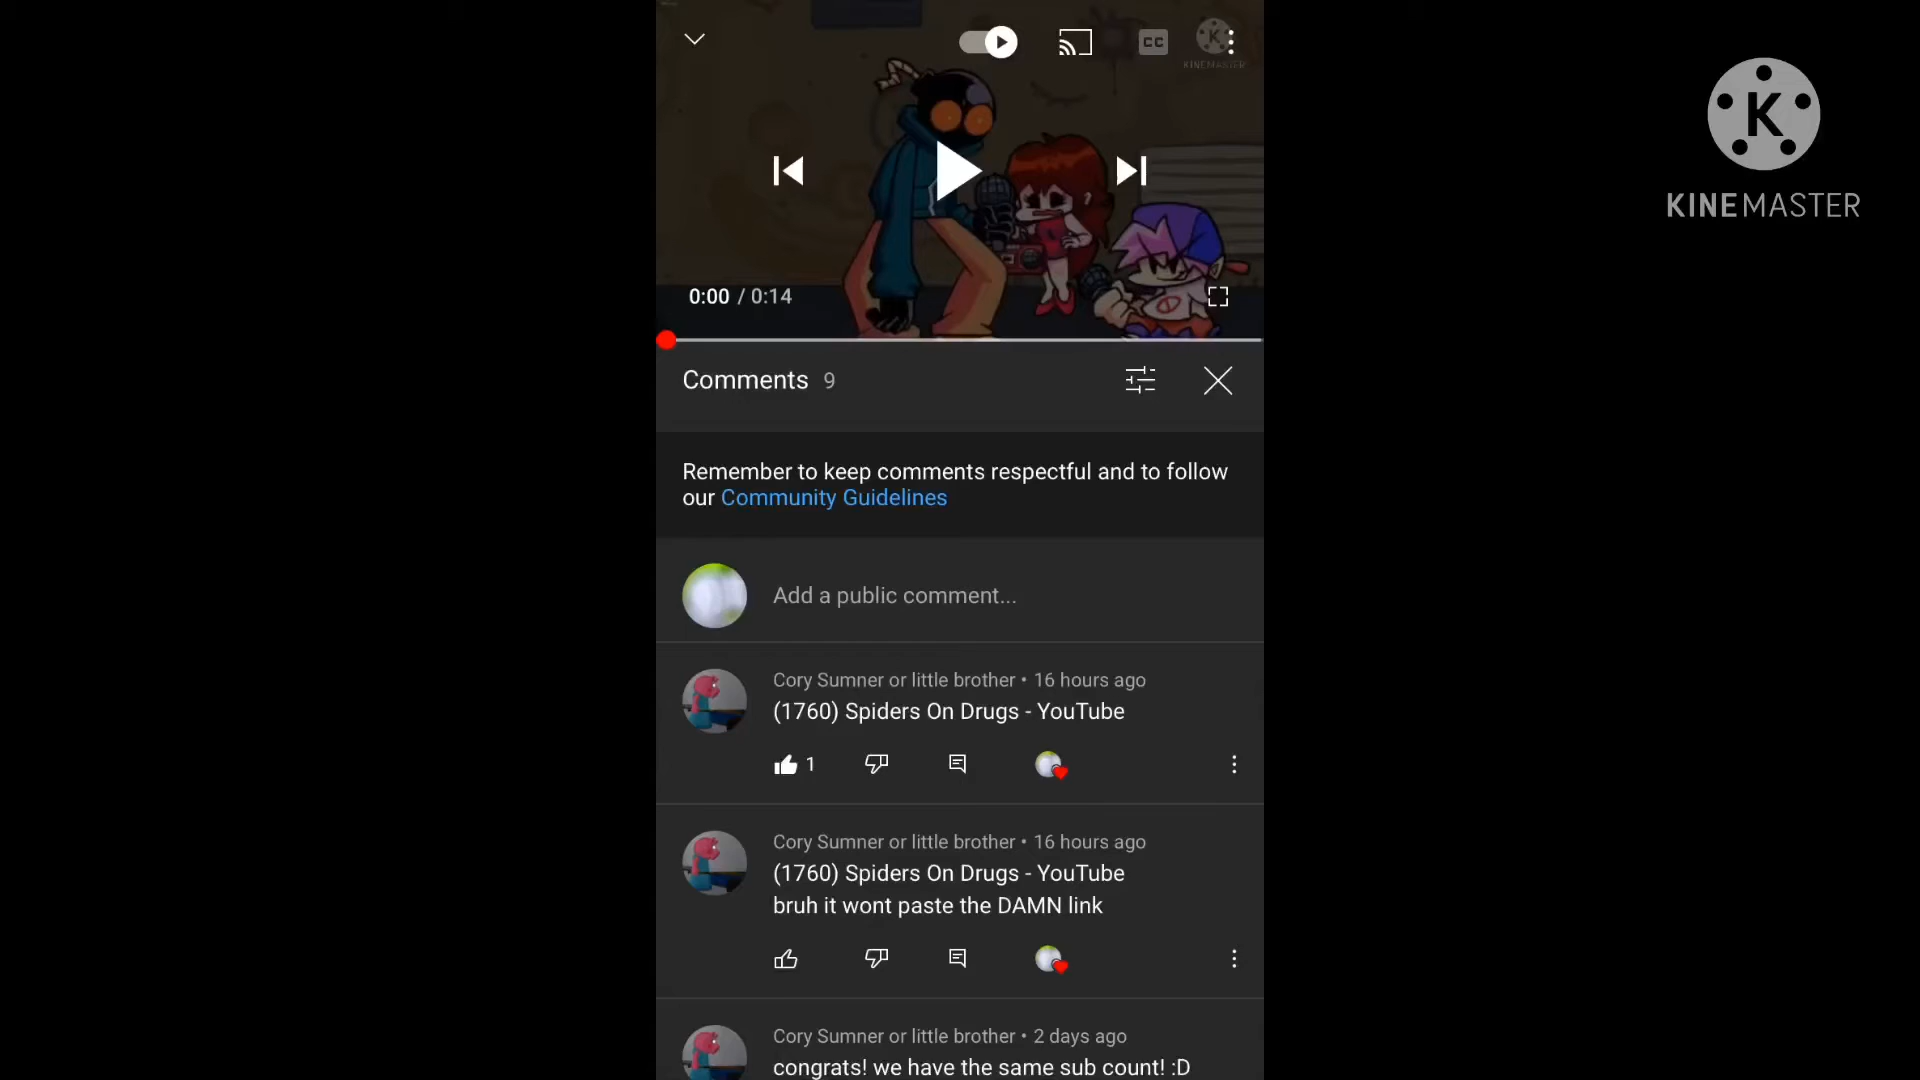 CC
K
KINEMASTER
K
KINEMASTER
0:00 / 0:14
Comments 9
Remember to keep comments respectful and to follow
our Community Guidelines
Add a public comment...
Cory Sumner or little brother • 16 hours ago
(1760) Spiders On Drugs - YouTube
1
Cory Sumner or little brother • 16 hours ago
(1760) Spiders On Drugs - YouTube
bruh it wont paste the DAMN link
Cory Sumner or little brother • 2 days ago
congrats! we have the same sub count! :D